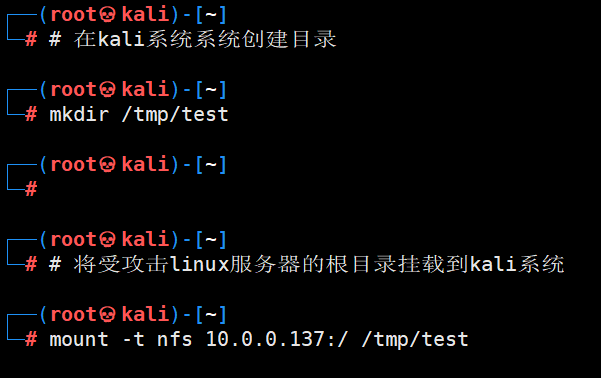 ┌──(root💀kali)-[~]
└─# # 在kali系统系统创建目录
┌──(root💀kali)-[~]
└─# mkdir /tmp/test
┌──(root💀kali)-[~]
└─#
┌──(root💀kali)-[~]
└─# # 将受攻击linux服务器的根目录挂载到kali系统
┌──(root💀kali)-[~]
└─# mount -t nfs 10.0.0.137:/ /tmp/test